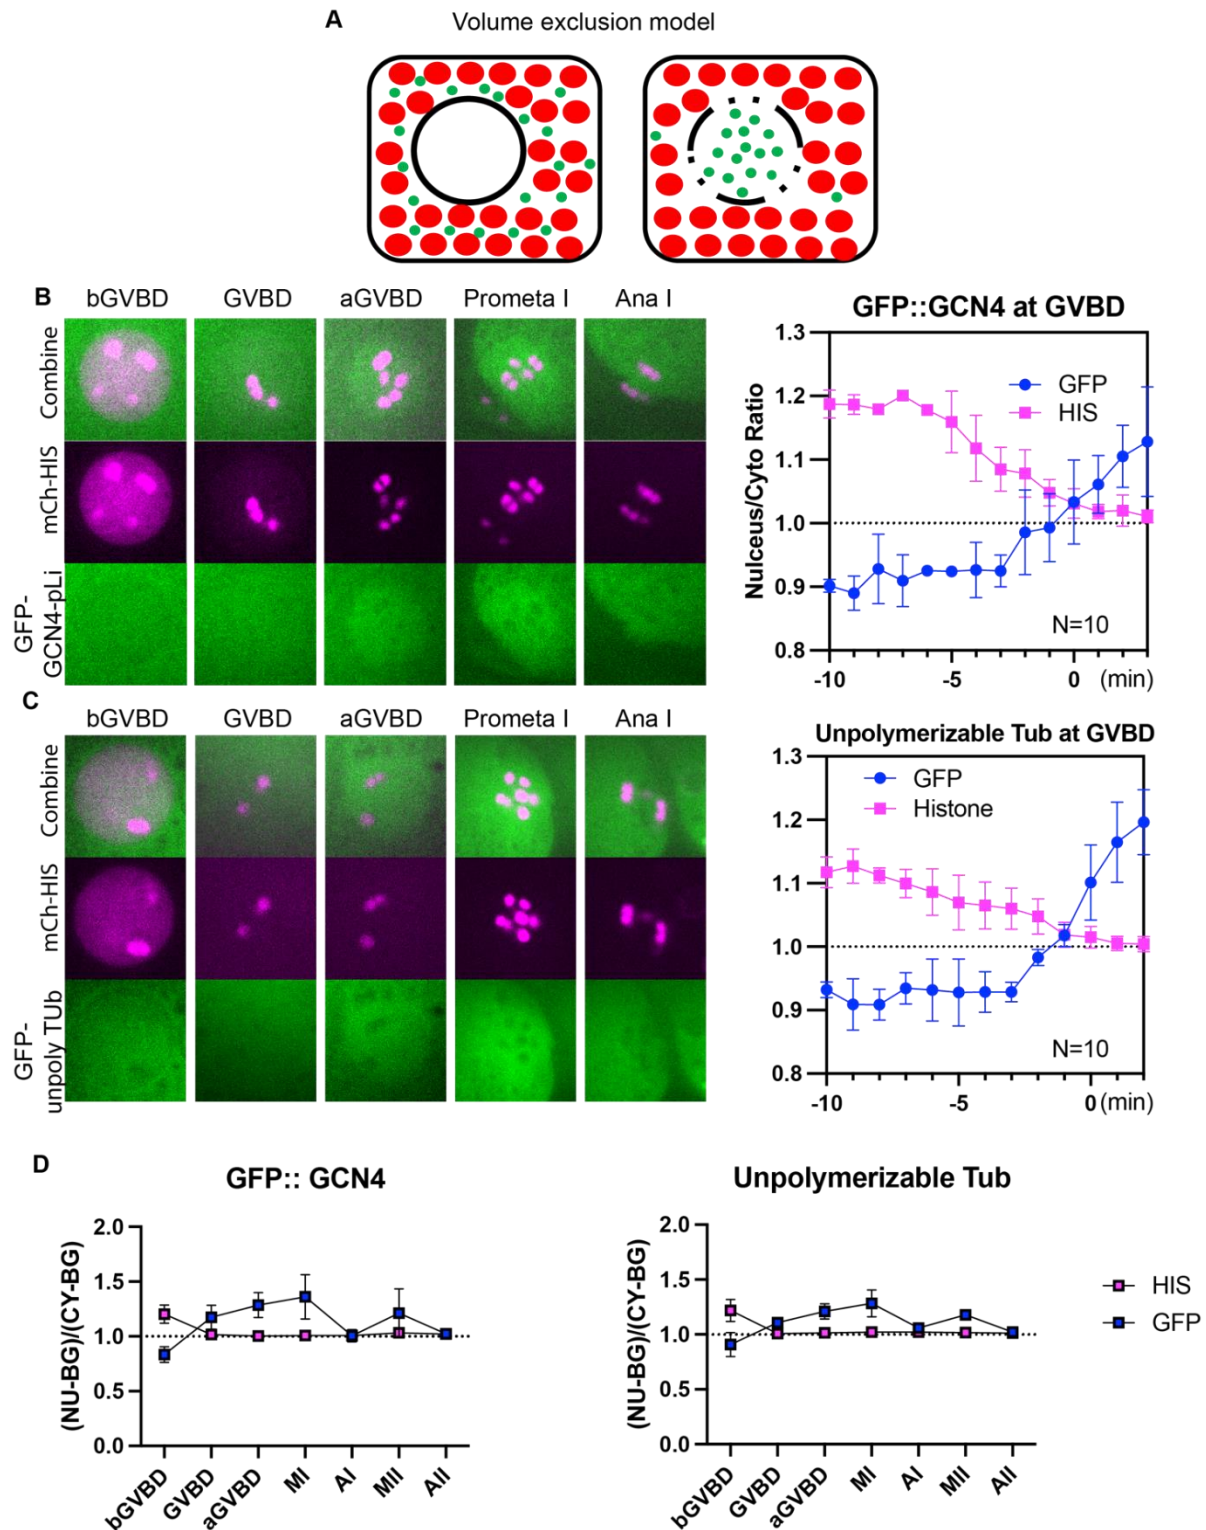 A
Volume exclusion model
B
bGVBD GVBD aGVBD Prometa I Ana I
Combine
mCh-HIS
GFP-
GCN4-pLi
GFP::GCN4 at GVBD
Nulceus/Cyto Ratio
1.3
1.2
1.1
1.0
0.9
0.8
GFP
HIS
N=10
-10 -5 0 (min)
C
bGVBD GVBD aGVBD Prometa I Ana I
Combine
mCh-HIS
GFP-
unpoly TUb
Unpolymerizable Tub at GVBD
1.3
1.2
1.1
1.0
0.9
0.8
GFP
Histone
N=10
-10 -5 0 (min)
D
GFP:: GCN4
(NU-BG)/(CY-BG)
2.0
1.5
1.0
0.5
0.0
bGVBD GVBD aGVBD MI AI MII AII
Unpolymerizable Tub
(NU-BG)/(CY-BG)
2.0
1.5
1.0
0.5
0.0
bGVBD GVBD aGVBD MI AI MII AII
HIS
GFP